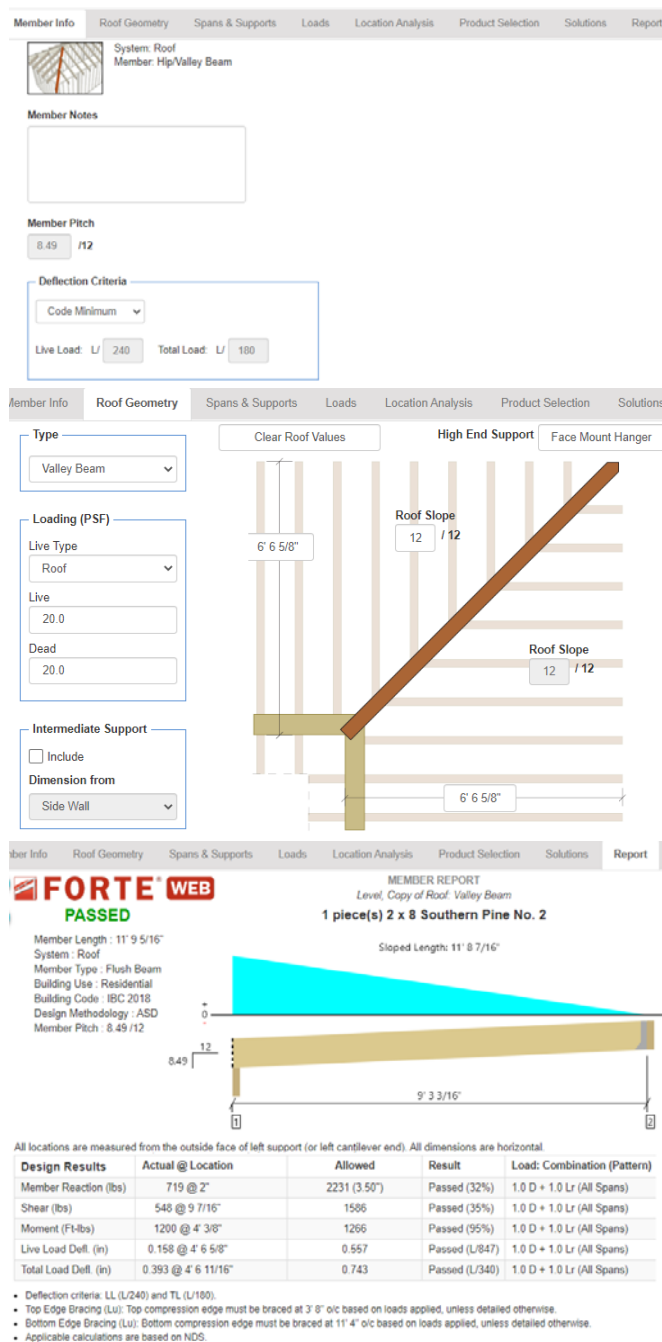 Member Info Roof Geometry Spans & Supports Loads Location Analysis Product Selection Solutions Report
System: Roof
Member: Hip/Valley Beam
Member Notes
Member Pitch
8.49 /12
Deflection Criteria
Code Minimum
Live Load: L/ 240 Total Load: L/ 180
Member Info Roof Geometry Spans & Supports Loads Location Analysis Product Selection Solutions
Type
Valley Beam
Clear Roof Values
High End Support Face Mount Hanger
Loading (PSF)
Live Type
Roof
Live
20.0
Dead
20.0
6' 6 5/8"
Roof Slope
12 / 12
Roof Slope
12 / 12
Intermediate Support
Include
Dimension from
Side Wall
6' 6 5/8"
ber Info Roof Geometry Spans & Supports Loads Location Analysis Product Selection Solutions Report
FORTE WEB
PASSED
MEMBER REPORT
Level, Copy of Roof: Valley Beam
1 piece(s) 2 x 8 Southern Pine No. 2
Member Length : 11' 9 5/16"
System : Roof
Member Type : Flush Beam
Building Use : Residential
Building Code : IBC 2018
Design Methodology : ASD
Member Pitch : 8.49 /12
Sloped Length: 11' 8 7/16"
+
0
-
12
8.49
9' 3 3/16"
1 2
All locations are measured from the outside face of left support (or left cantilever end). All dimensions are horizontal.
Design Results Actual @ Location Allowed Result Load: Combination (Pattern)
Member Reaction (lbs) 719 @ 2" 2231 (3.50") Passed (32%) 1.0 D + 1.0 Lr (All Spans)
Shear (lbs) 548 @ 9 7/16" 1586 Passed (35%) 1.0 D + 1.0 Lr (All Spans)
Moment (Ft-lbs) 1200 @ 4' 3/8" 1266 Passed (95%) 1.0 D + 1.0 Lr (All Spans)
Live Load Defl. (in) 0.158 @ 4' 6 5/8" 0.557 Passed (L/847) 1.0 D + 1.0 Lr (All Spans)
Total Load Defl. (in) 0.393 @ 4' 6 11/16" 0.743 Passed (L/340) 1.0 D + 1.0 Lr (All Spans)
• Deflection criteria: LL (L/240) and TL (L/180).
• Top Edge Bracing (Lu): Top compression edge must be braced at 3' 8" o/c based on loads applied, unless detailed otherwise.
• Bottom Edge Bracing (Lu): Bottom compression edge must be braced at 11' 4" o/c based on loads applied, unless detailed otherwise.
• Applicable calculations are based on NDS.